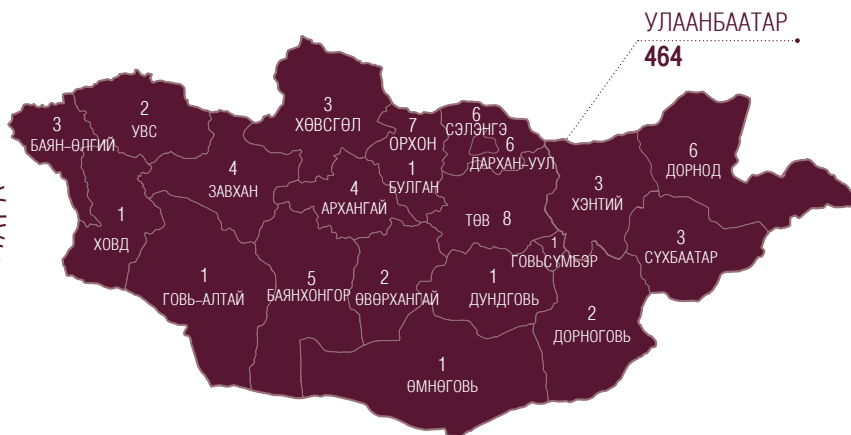 УЛААНБААТАР
464
3
БАЯН–ӨЛГИЙ
2
УВС
3
ХӨВСГӨЛ
7
ОРХОН
6
СЭЛЭНГЭ
6
ДАРХАН–УУЛ
6
ДОРНОД
4
ЗАВХАН
4
АРХАНГАЙ
1
БУЛГАН
3
ХЭНТИЙ
1
ХОВД
ТӨВ 8
3
СҮХБААТАР
1
ГОВЬСҮМБЭР
1
ГОВЬ–АЛТАЙ
5
БАЯНХОНГОР
2
ӨВӨРХАНГАЙ
1
ДУНДГОВЬ
2
ДОРНОГОВЬ
1
ӨМНӨГОВЬ